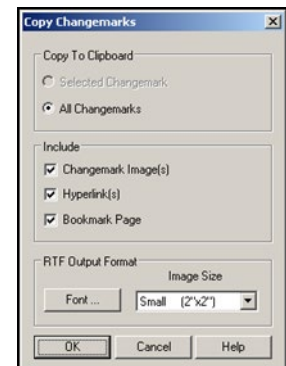 Copy Changemarks
Copy To Clipboard
Selected Changemark
All Changemarks
Include
Changemark Image(s)
Hyperlink(s)
Bookmark Page
RTF Output Format
Image Size
Font ... Small (2"x2")
OK Cancel Help